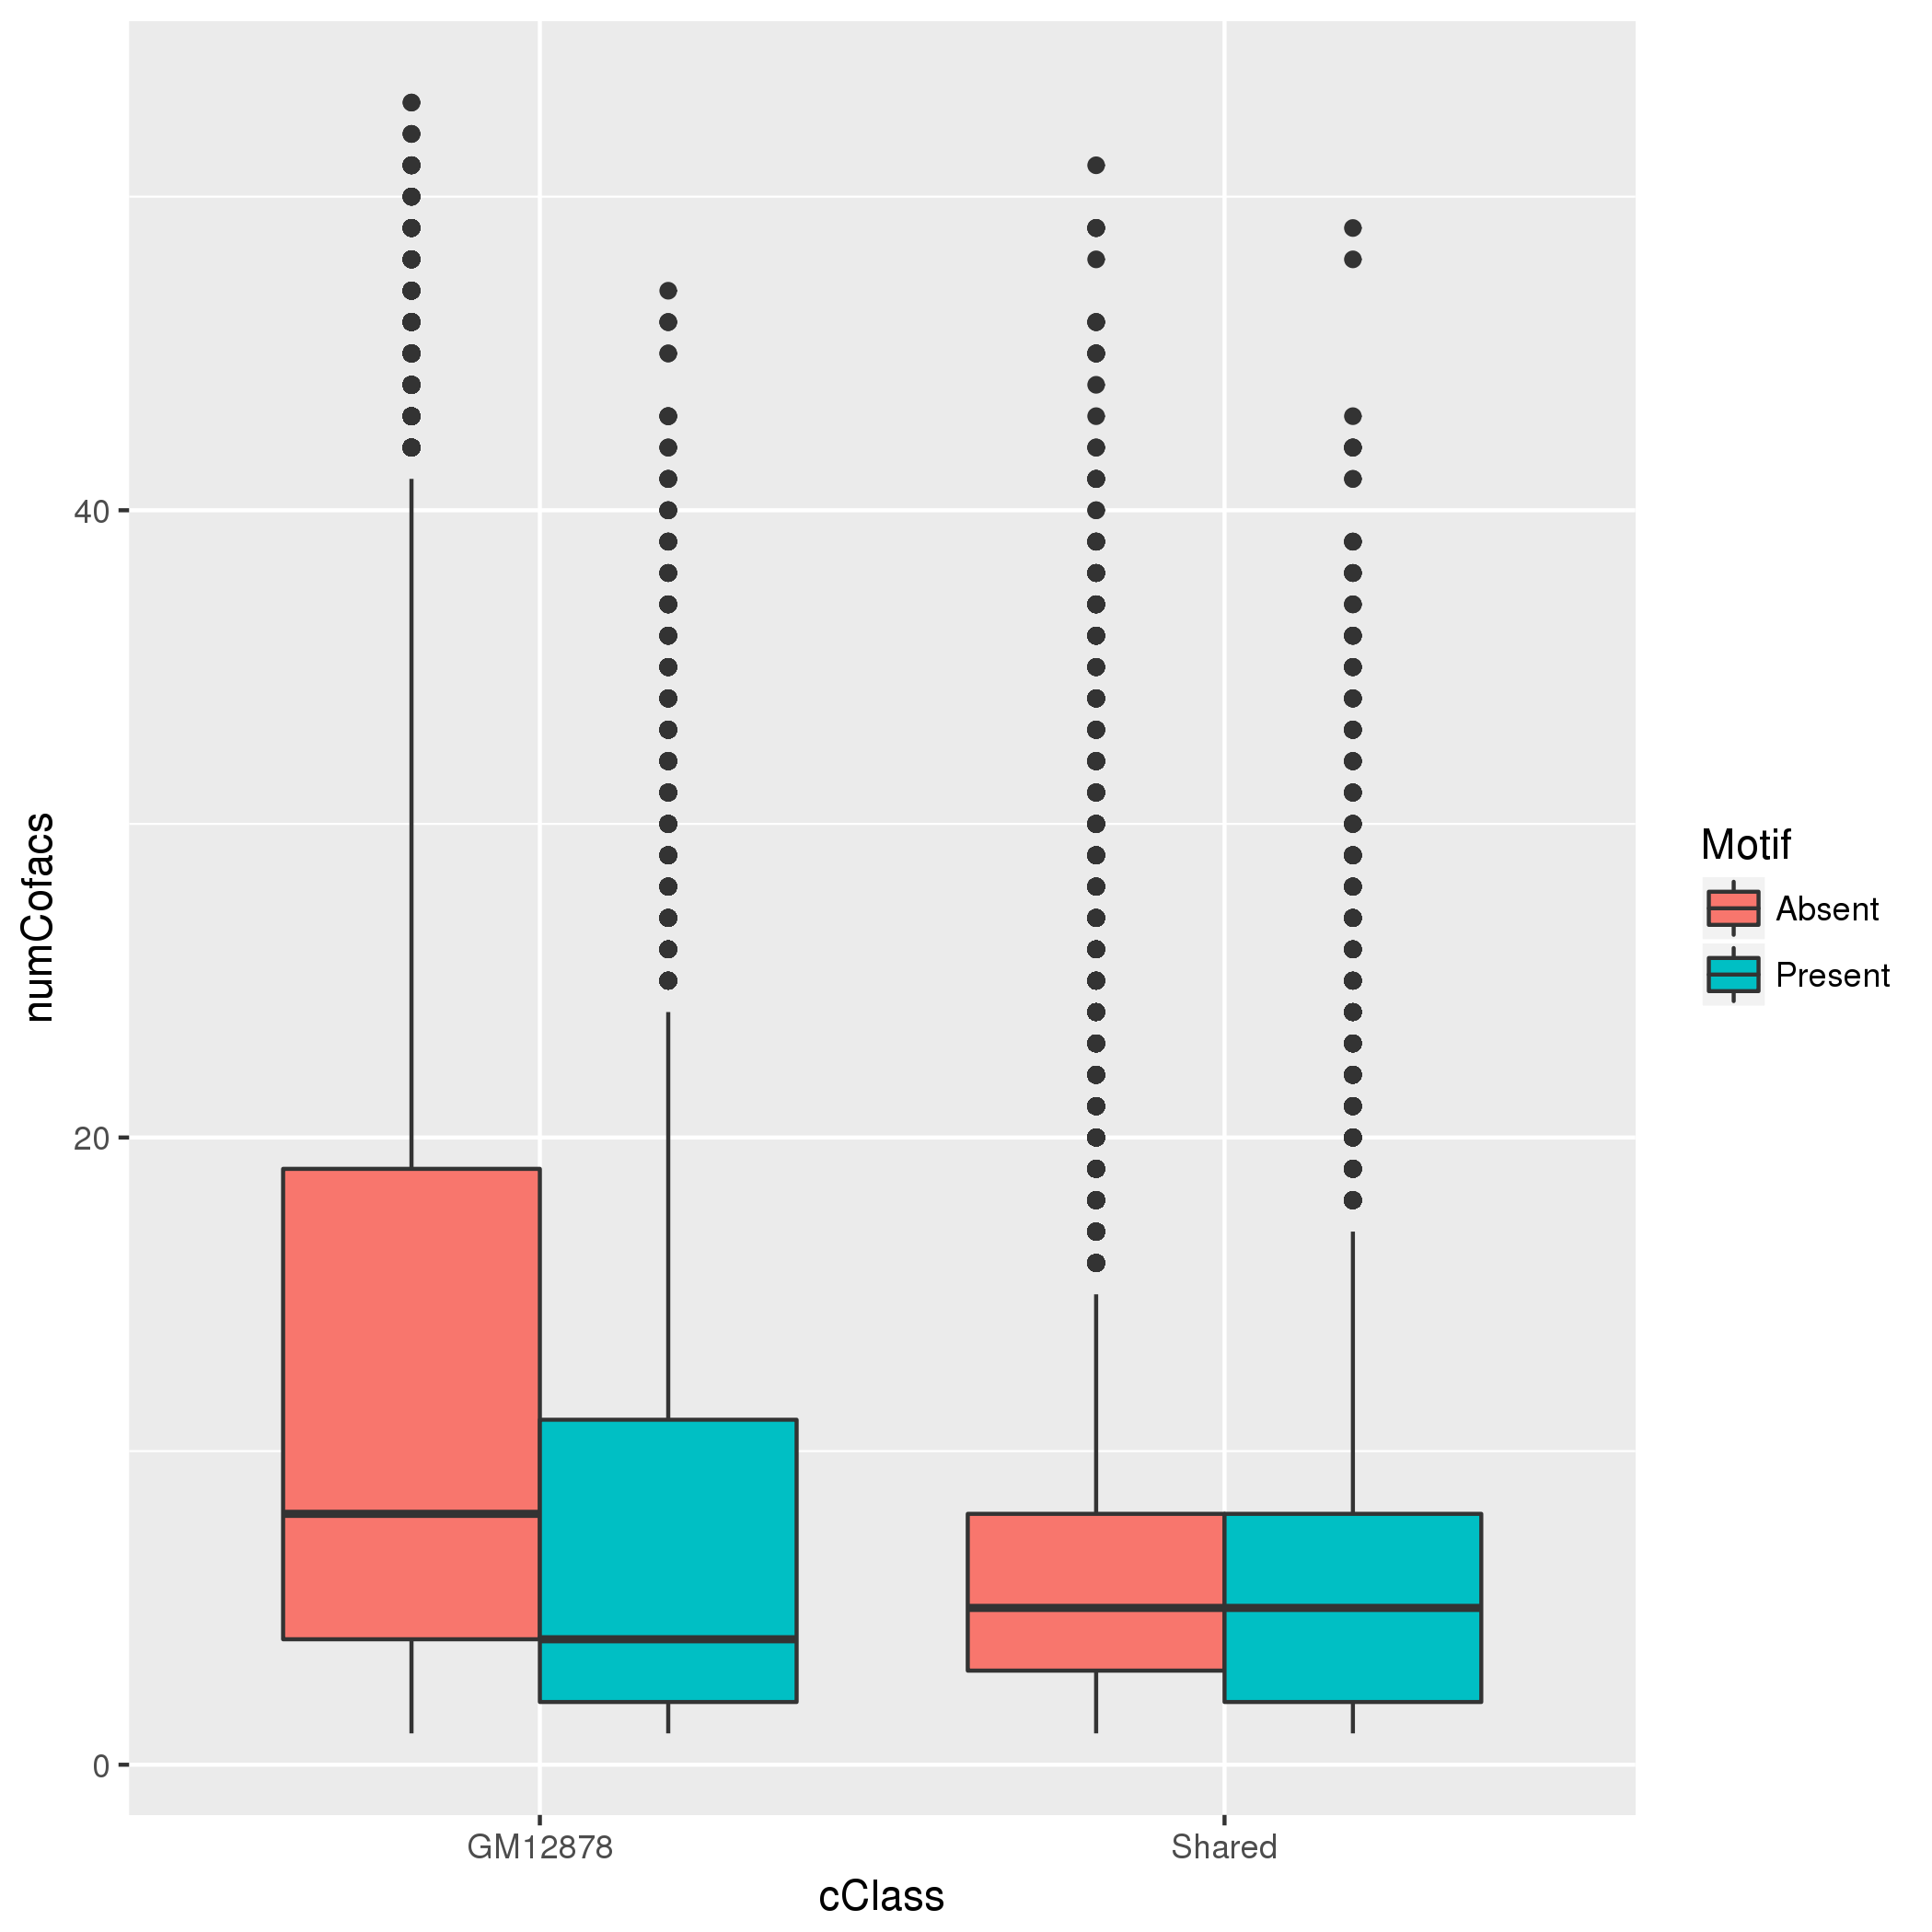 numCofacs
40
20
0
GM12878
Shared
cClass
Motif
Absent
Present